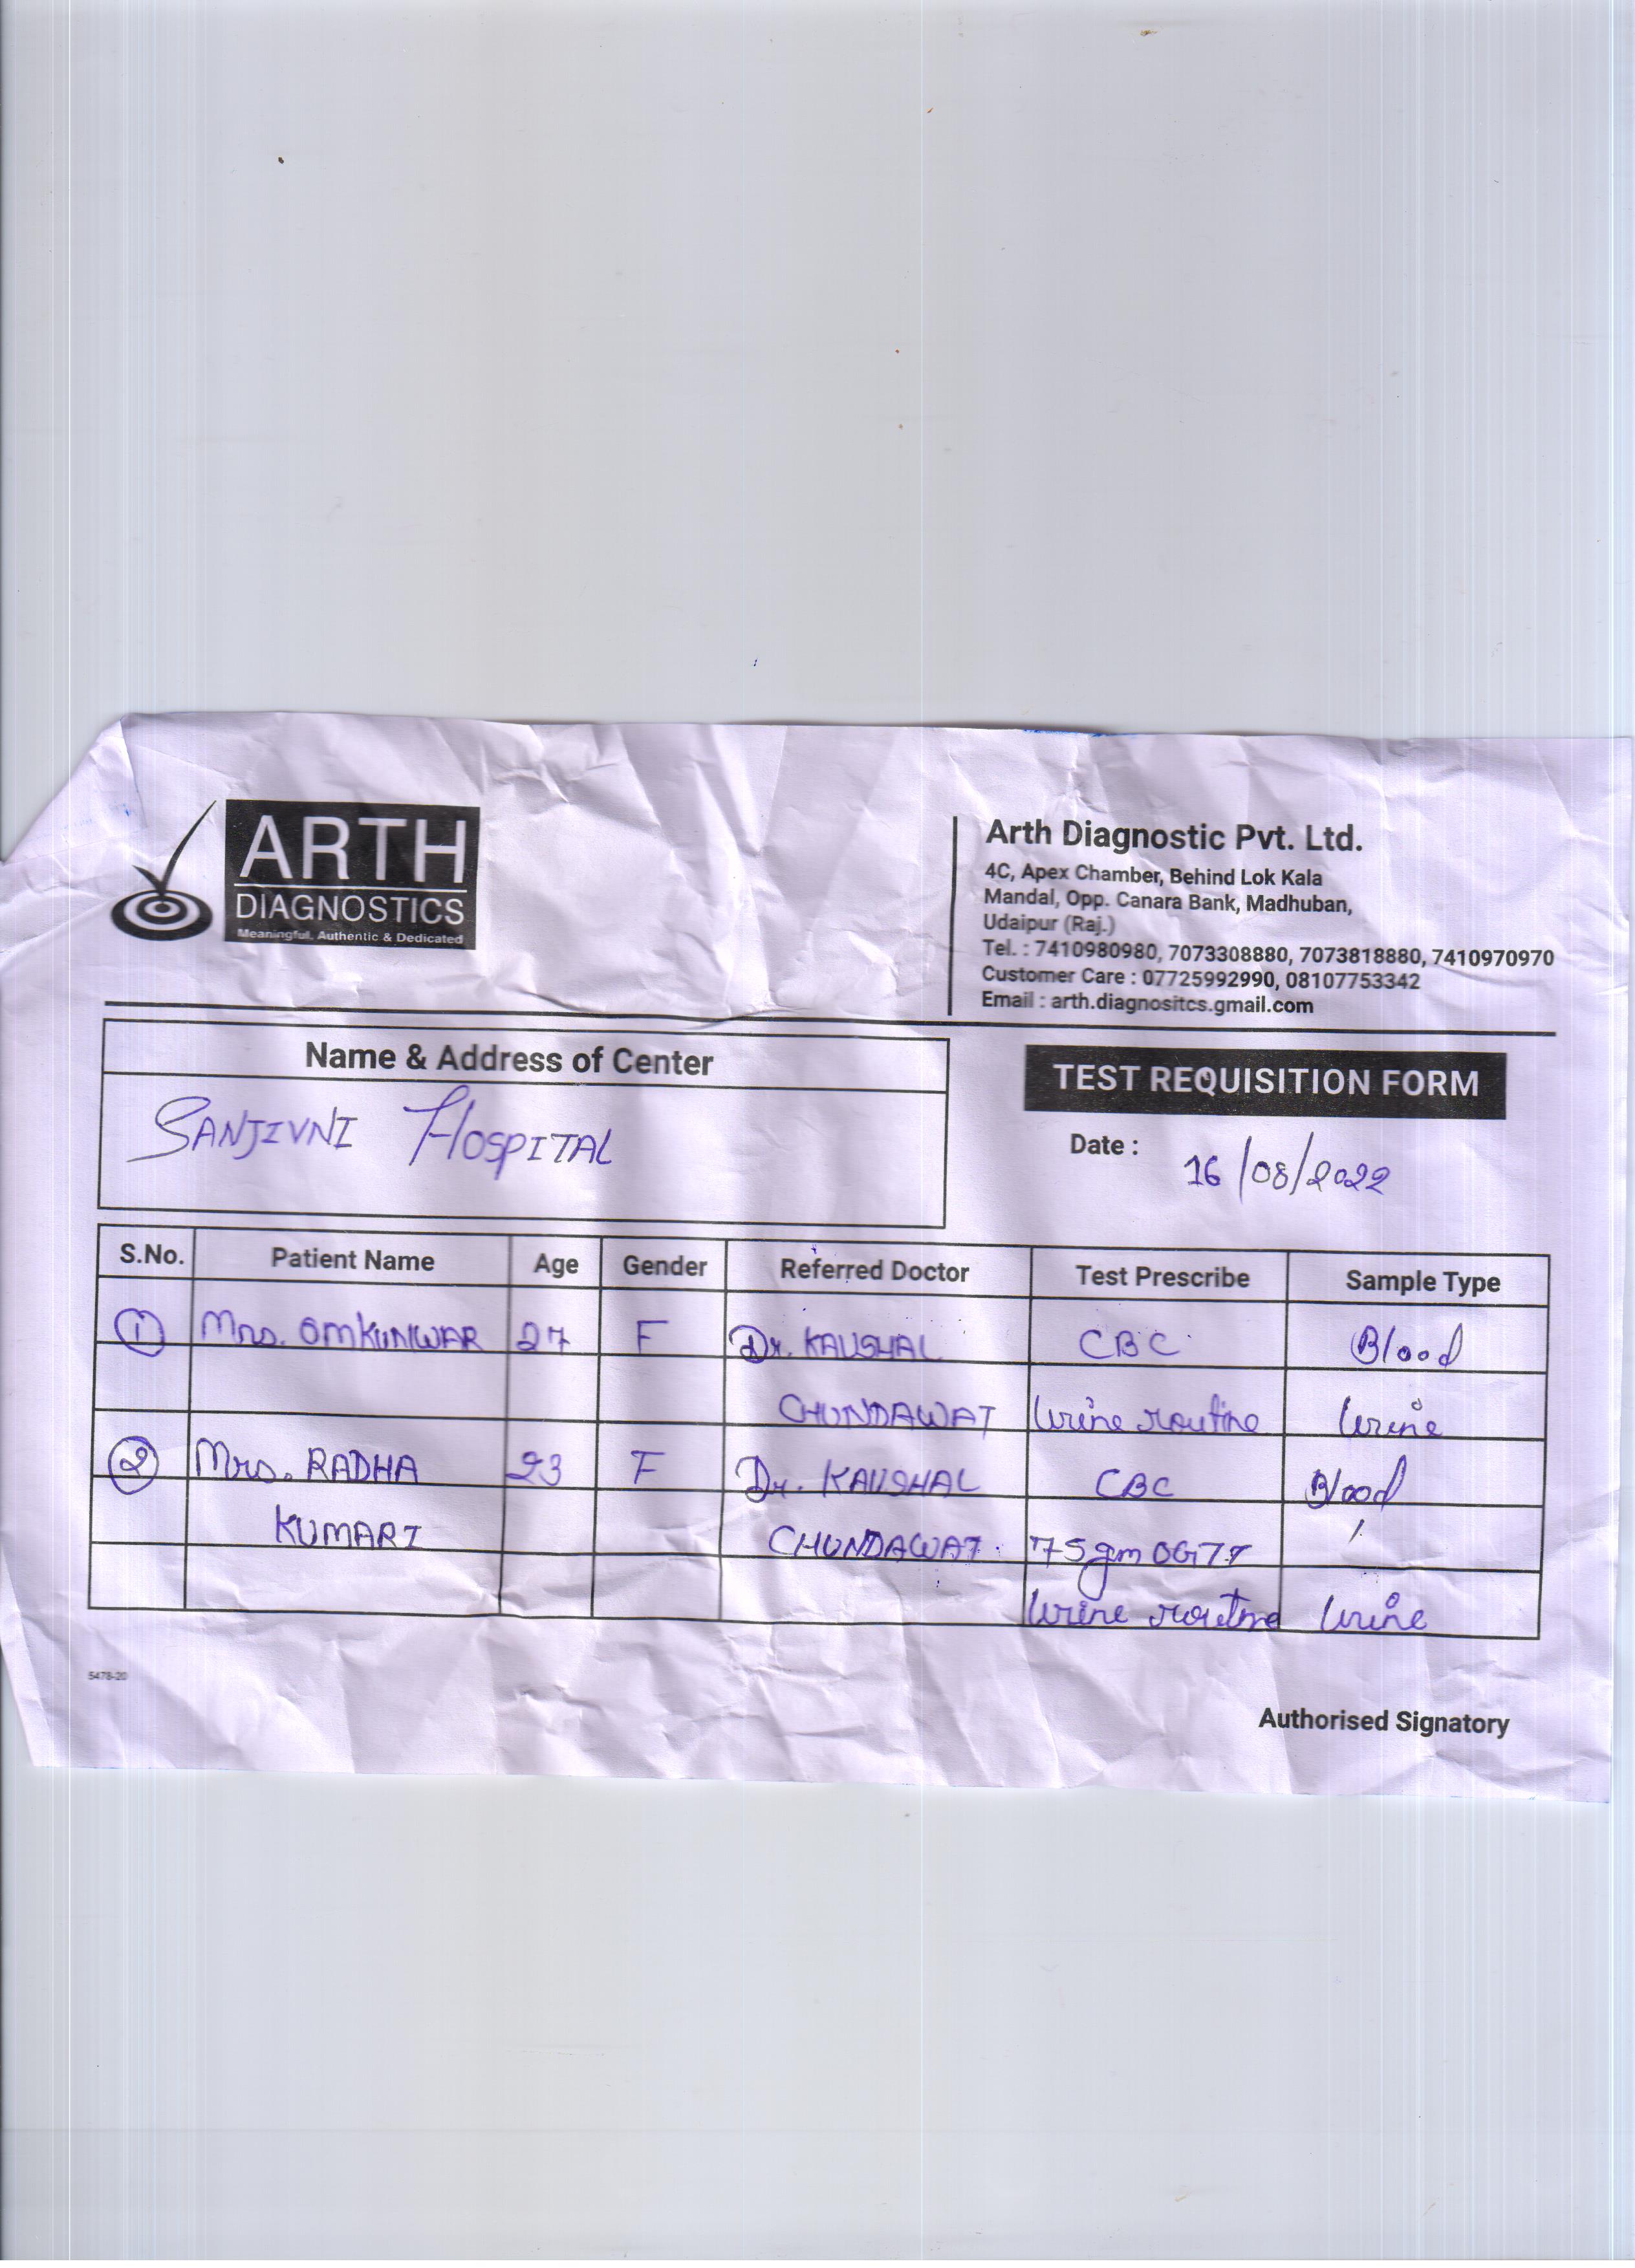 ARTH
DIAGNOSTICS
Meaningful, Authentic & Dedicated
Arth Diagnostic Pvt. Ltd.
4C, Apex Chamber, Behind Lok Kala
Mandal, Opp. Canara Bank, Madhuban,
Udaipur (Raj.)
Tel. : 7410980980, 7073308880, 7073818880, 7410970970
Customer Care : 07725992990, 08107753342
Email : arth.diagnositcs.gmail.com
Name & Address of Center
SANJIVNI HOSPITAL
TEST REQUISITION FORM
Date : 16/08/2022
S.No. Patient Name Age Gender Referred Doctor Test Prescribe Sample Type
1 Mrs. OMKUNWAR 27 F Dr. KAUSHAL CBC Blood
CHUNDAWAT Urine routine Urine
2 Mrs. RADHA 23 F Dr. KAUSHAL CBC Blood
KUMARI CHUNDAWAT. 75gm OGTT
Urine routine Urine
5478-20
Authorised Signatory